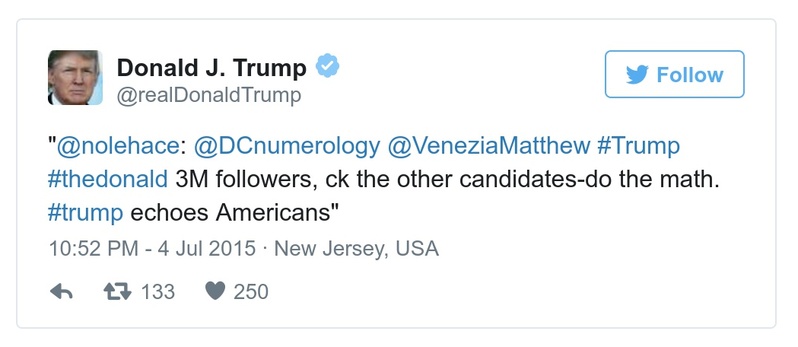 Donald J. Trump
@realDonaldTrump
Follow
"@nolehace: @DCnumerology @VeneziaMatthew #Trump
#thedonald 3M followers, ck the other candidates-do the math.
#trump echoes Americans"
10:52 PM - 4 Jul 2015 · New Jersey, USA
133 250